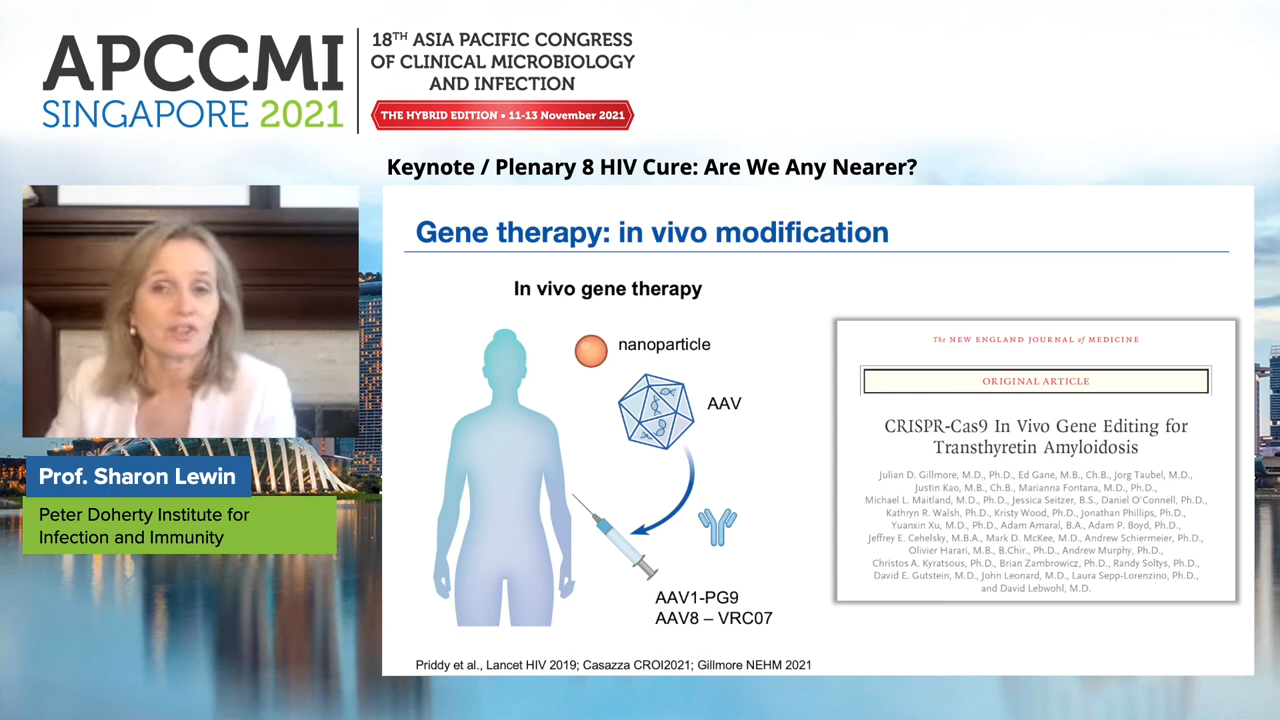 APCCMI
SINGAPORE 2021
18TH ASIA PACIFIC CONGRESS
OF CLINICAL MICROBIOLOGY
AND INFECTION
THE HYBRID EDITION • 11-13 November 2021
Keynote / Plenary 8 HIV Cure: Are We Any Nearer?
Prof. Sharon Lewin
Peter Doherty Institute for
Infection and Immunity
Gene therapy: in vivo modification
In vivo gene therapy
nanoparticle
AAV
AAV1-PG9
AAV8 – VRC07
The NEW ENGLAND JOURNAL of MEDICINE
ORIGINAL ARTICLE
CRISPR-Cas9 In Vivo Gene Editing for
Transthyretin Amyloidosis
Julian D. Gillmore, M.D., Ph.D., Ed Gane, M.B., Ch.B., Jorg Taubel, M.D.,
Justin Kao, M.B., Ch.B., Marianna Fontana, M.D., Ph.D.,
Michael L. Maitland, M.D., Ph.D., Jessica Seitzer, B.S., Daniel O'Connell, Ph.D.,
Kathryn R. Walsh, Ph.D., Kristy Wood, Ph.D., Jonathan Phillips, Ph.D.,
Yuanxin Xu, M.D., Ph.D., Adam Amaral, B.A., Adam P. Boyd, Ph.D.,
Jeffrey E. Cehelsky, M.B.A., Mark D. McKee, M.D., Andrew Schiermeier, Ph.D.,
Olivier Harari, M.B., B.Chir., Ph.D., Andrew Murphy, Ph.D.,
Christos A. Kyratsous, Ph.D., Brian Zambrowicz, Ph.D., Randy Soltys, Ph.D.,
David E. Gutstein, M.D., John Leonard, M.D., Laura Sepp-Lorenzino, Ph.D.,
and David Lebwohl, M.D.
Priddy et al., Lancet HIV 2019; Casazza CROI2021; Gillmore NEHM 2021